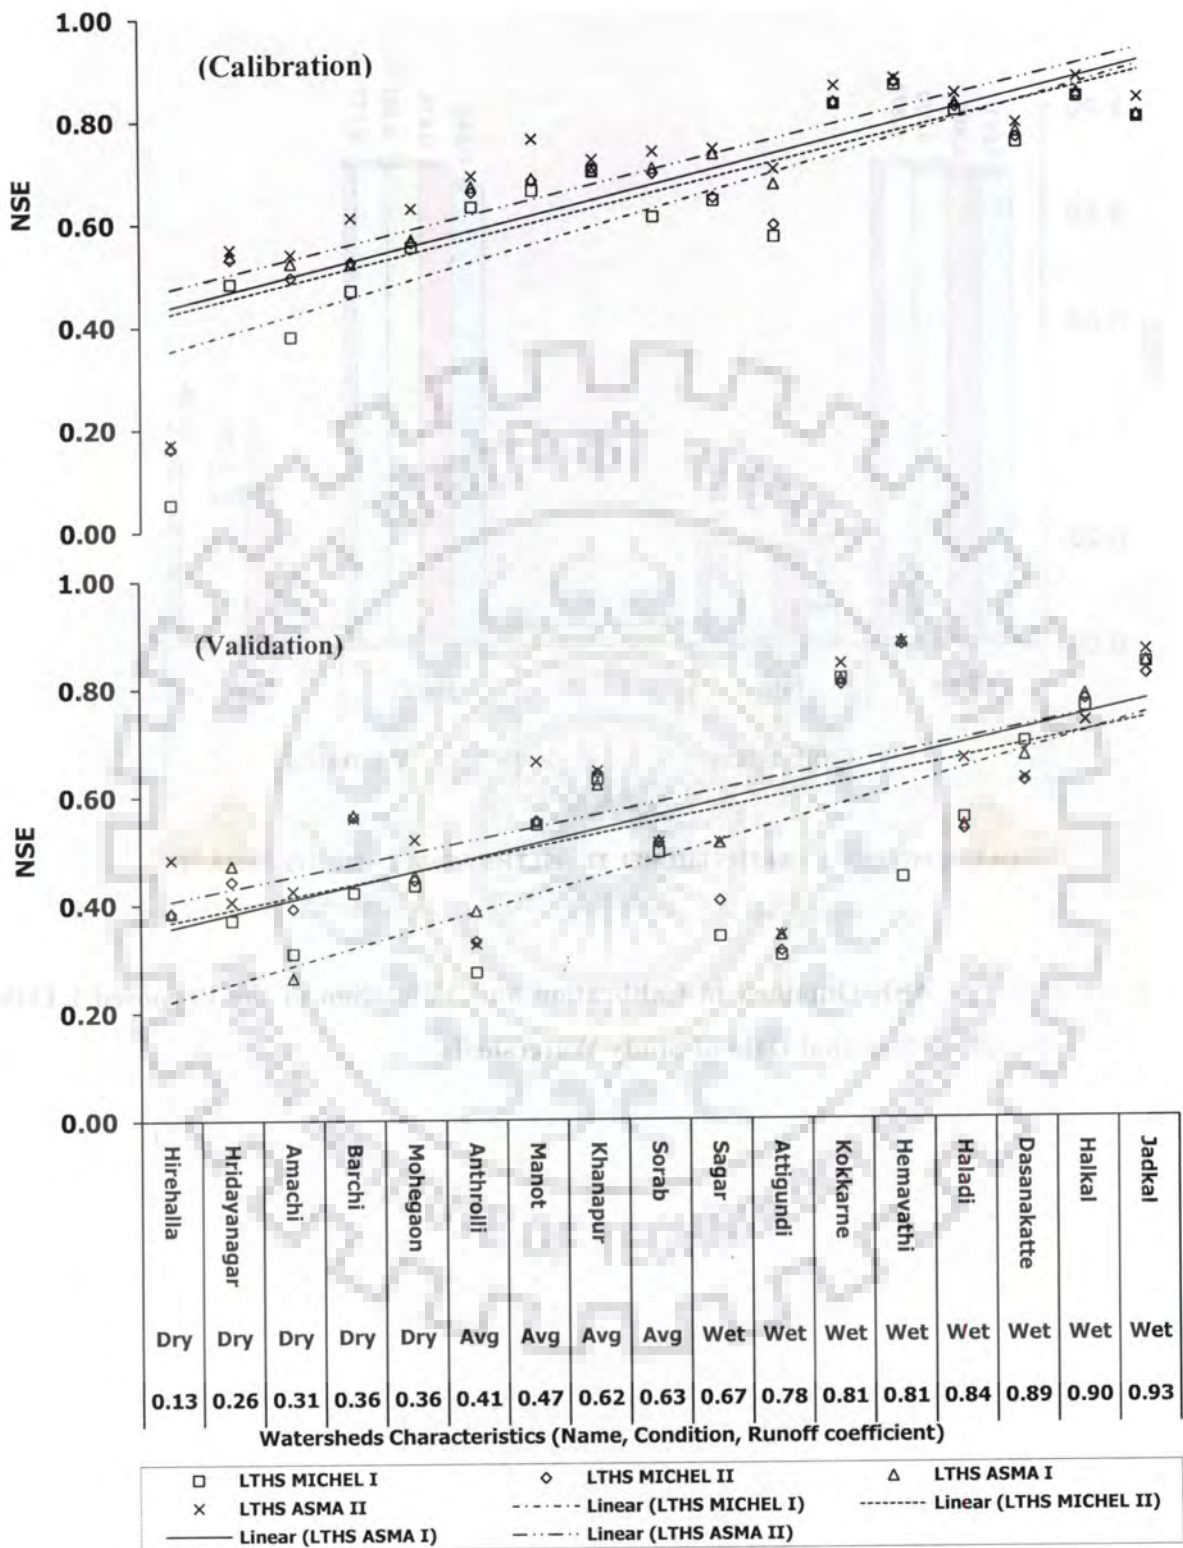 1.00
(Calibration)
0.80
0.60
NSE
0.40
0.20
0.00
1.00
(Validation)
0.80
0.60
NSE
0.40
0.20
0.00
Hirehalla Hridayanagar Amachi Barchi Mohegaon Anthrolli Manot Khanapur Sorab Sagar Attigundi Kokkarne Hemavathi Haladi Dasanakatte Halkal Jadkal
Dry Dry Dry Dry Dry Avg Avg Avg Avg Wet Wet Wet Wet Wet Wet Wet Wet
0.13 0.26 0.31 0.36 0.36 0.41 0.47 0.62 0.63 0.67 0.78 0.81 0.81 0.84 0.89 0.90 0.93
Watersheds Characteristics (Name, Condition, Runoff coefficient)
LTHS MICHEL I LTHS MICHEL II LTHS ASMA I
LTHS ASMA II Linear (LTHS MICHEL I) Linear (LTHS MICHEL II)
Linear (LTHS ASMA I) Linear (LTHS ASMA II)